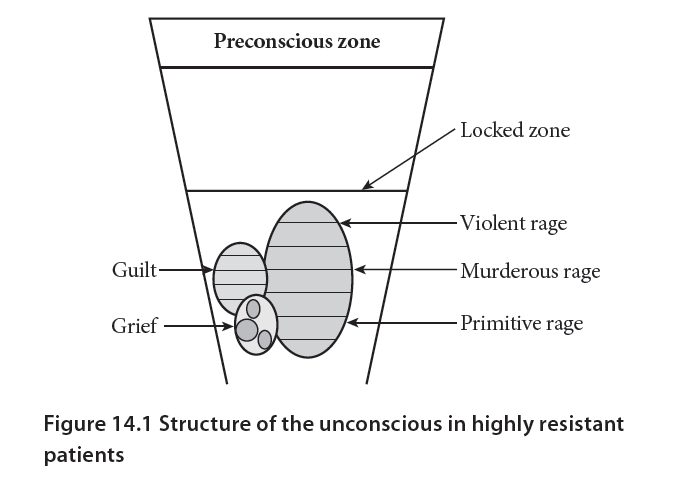 Preconscious zone
Locked zone
Violent rage
Guilt
Murderous rage
Grief
Primitive rage
Figure 14.1 Structure of the unconscious in highly resistant
patients